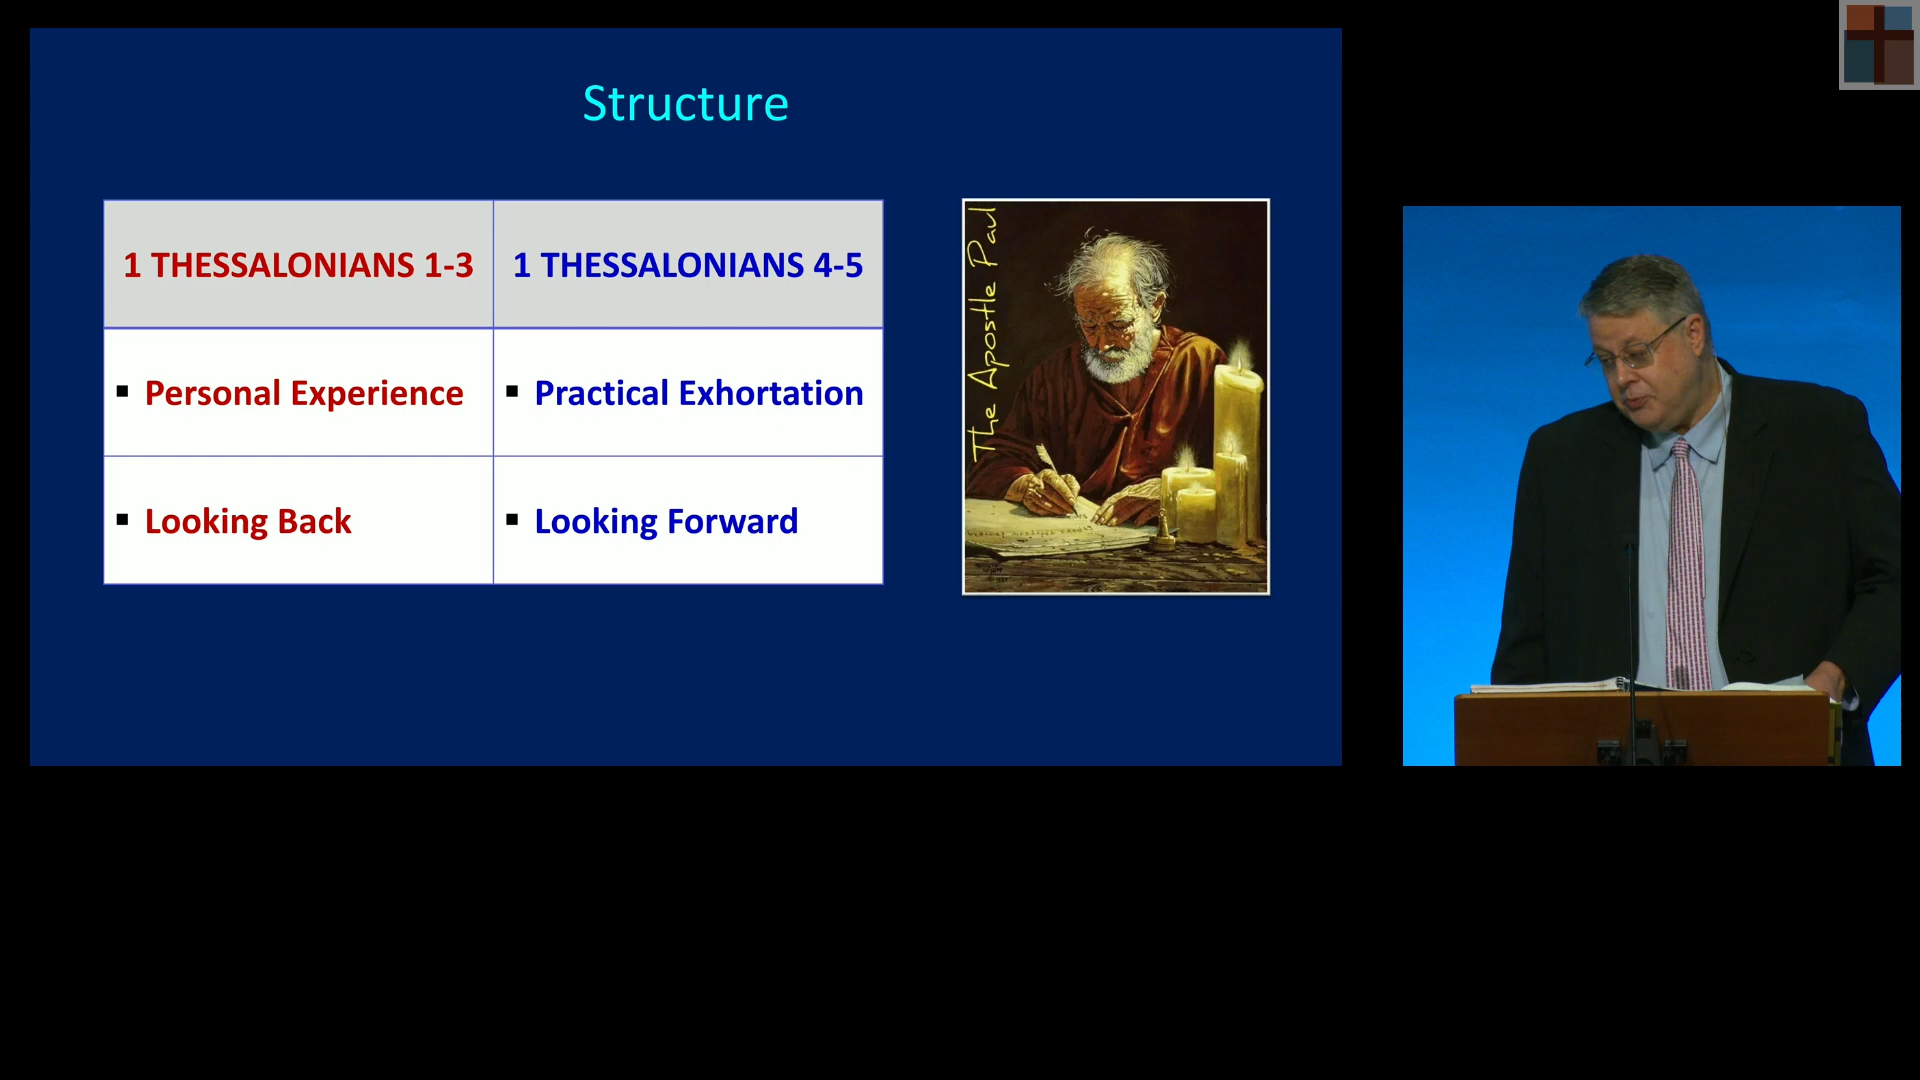 Structure
1 THESSALONIANS 1-3
1 THESSALONIANS 4-5
▪ Personal Experience
▪ Practical Exhortation
▪ Looking Back
▪ Looking Forward
The Apostle Paul